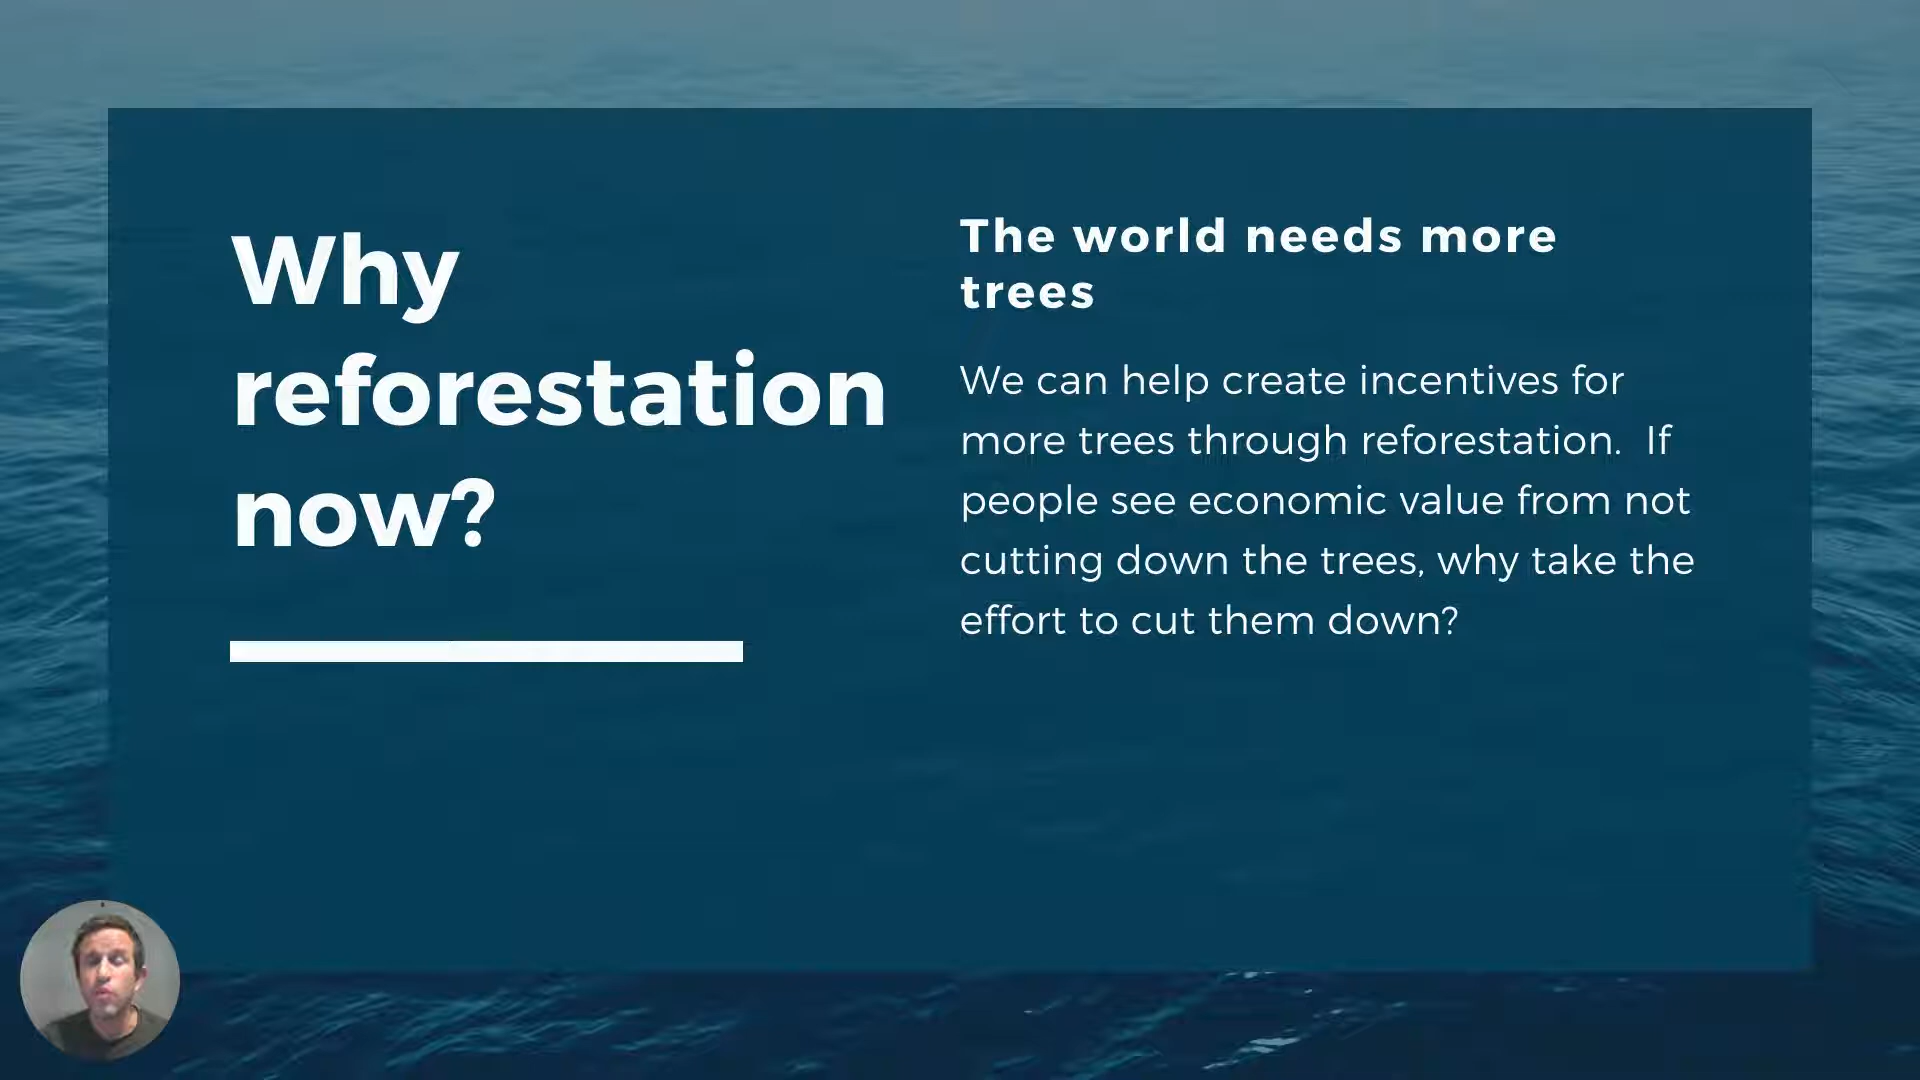 Why
reforestation
now?
The world needs more
trees
We can help create incentives for
more trees through reforestation.  If
people see economic value from not
cutting down the trees, why take the
effort to cut them down?